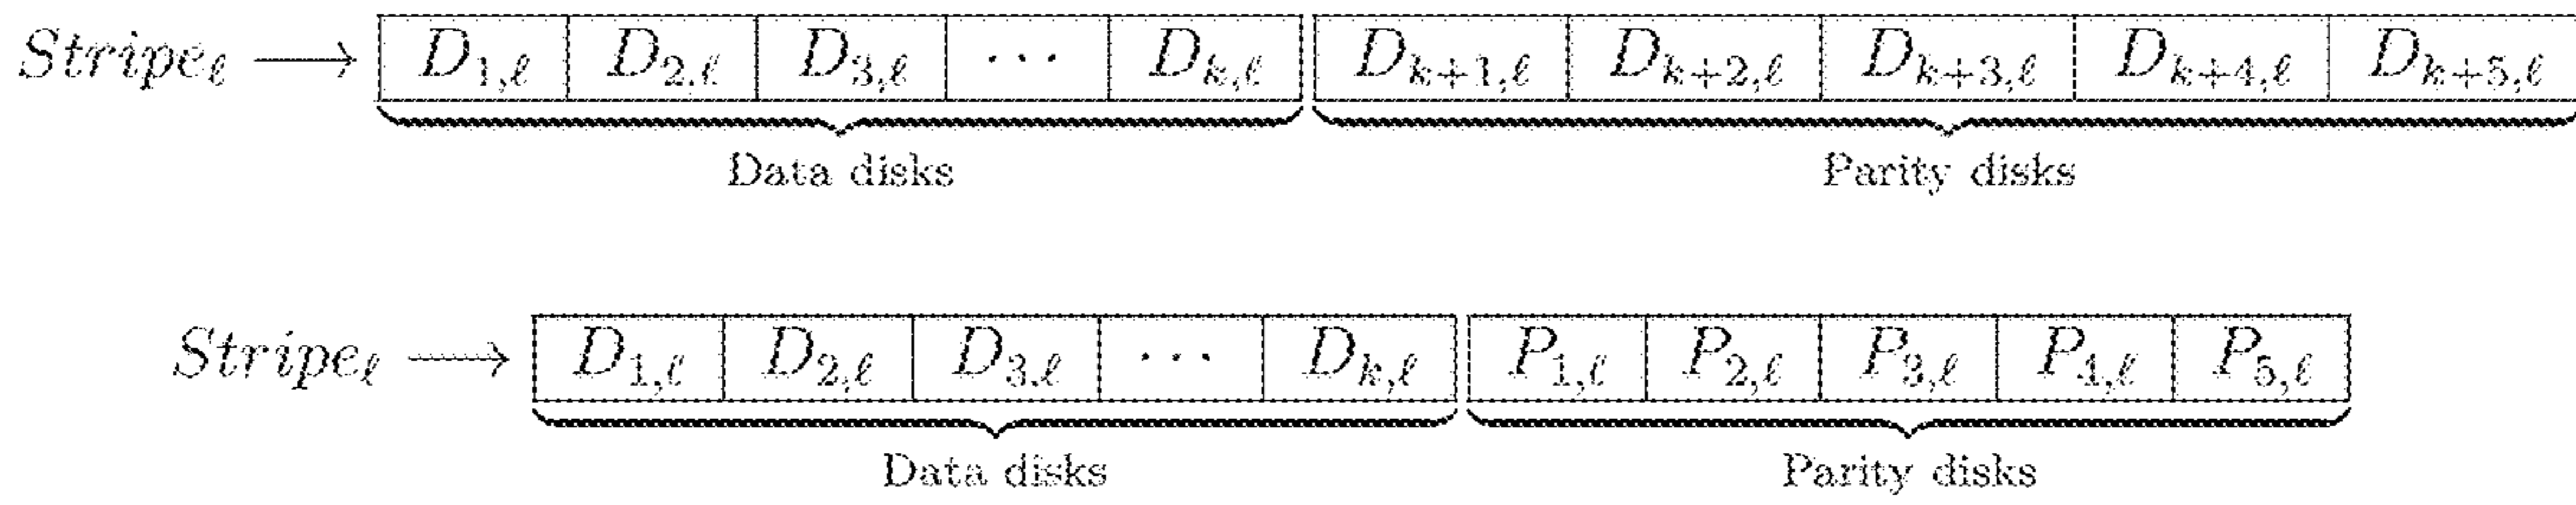 Stripeℓ → D1,ℓ D2,ℓ D3,ℓ ⋯ Dk,ℓ Dk+1,ℓ Dk+2,ℓ Dk+3,ℓ Dk+4,ℓ Dk+5,ℓ
Data disks Parity disks
Stripeℓ → D1,ℓ D2,ℓ D3,ℓ ⋯ Dk,ℓ P1,ℓ P2,ℓ P3,ℓ P4,ℓ P5,ℓ
Data disks Parity disks